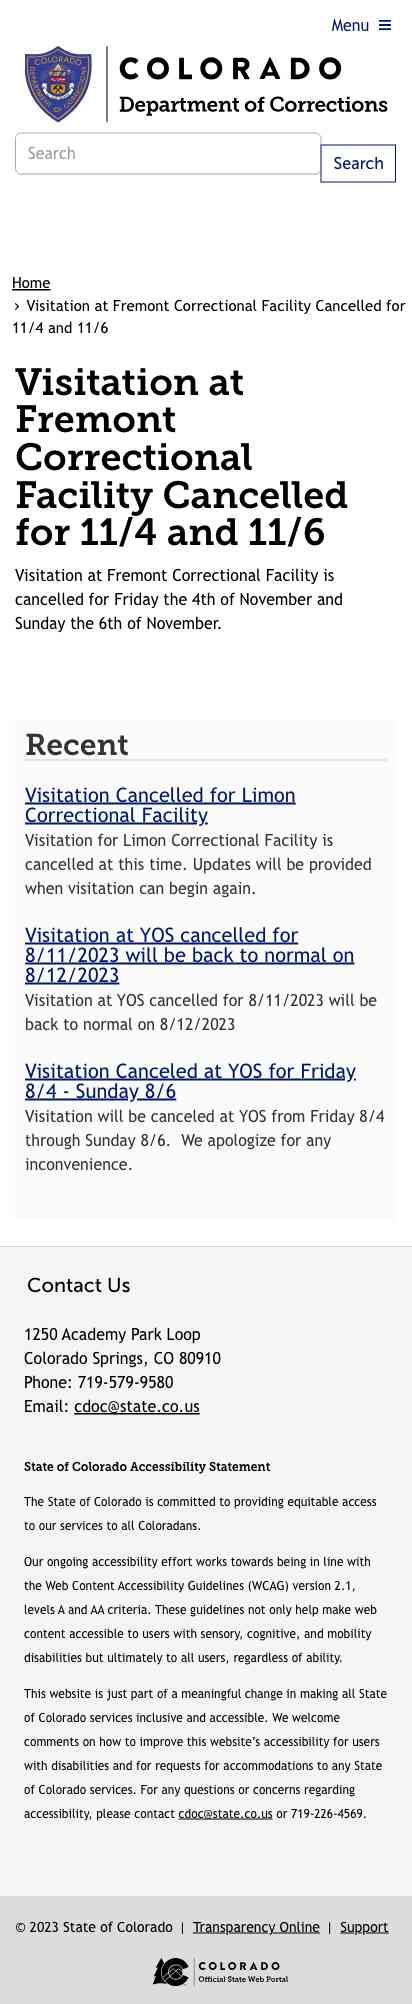 Menu
COLORADO
COLORADO
Department of Corrections
Search
Search
Home
› Visitation at Fremont Correctional Facility Cancelled for
11/4 and 11/6
Visitation at
Fremont
Correctional
Facility Cancelled
for 11/4 and 11/6
Visitation at Fremont Correctional Facility is
cancelled for Friday the 4th of November and
Sunday the 6th of November.
Recent
Visitation Cancelled for Limon
Correctional Facility
Visitation for Limon Correctional Facility is
cancelled at this time. Updates will be provided
when visitation can begin again.
Visitation at YOS cancelled for
8/11/2023 will be back to normal on
8/12/2023
Visitation at YOS cancelled for 8/11/2023 will be
back to normal on 8/12/2023
Visitation Canceled at YOS for Friday
8/4 - Sunday 8/6
Visitation will be canceled at YOS from Friday 8/4
through Sunday 8/6.  We apologize for any
inconvenience.
Contact Us
1250 Academy Park Loop
Colorado Springs, CO 80910
Phone: 719-579-9580
Email: cdoc@state.co.us
State of Colorado Accessibility Statement
The State of Colorado is committed to providing equitable access
to our services to all Coloradans.
Our ongoing accessibility effort works towards being in line with
the Web Content Accessibility Guidelines (WCAG) version 2.1,
levels A and AA criteria. These guidelines not only help make web
content accessible to users with sensory, cognitive, and mobility
disabilities but ultimately to all users, regardless of ability.
This website is just part of a meaningful change in making all State
of Colorado services inclusive and accessible. We welcome
comments on how to improve this website's accessibility for users
with disabilities and for requests for accommodations to any State
of Colorado services. For any questions or concerns regarding
accessibility, please contact cdoc@state.co.us or 719-226-4569.
© 2023 State of Colorado | Transparency Online | Support
COLORADO
Official State Web Portal